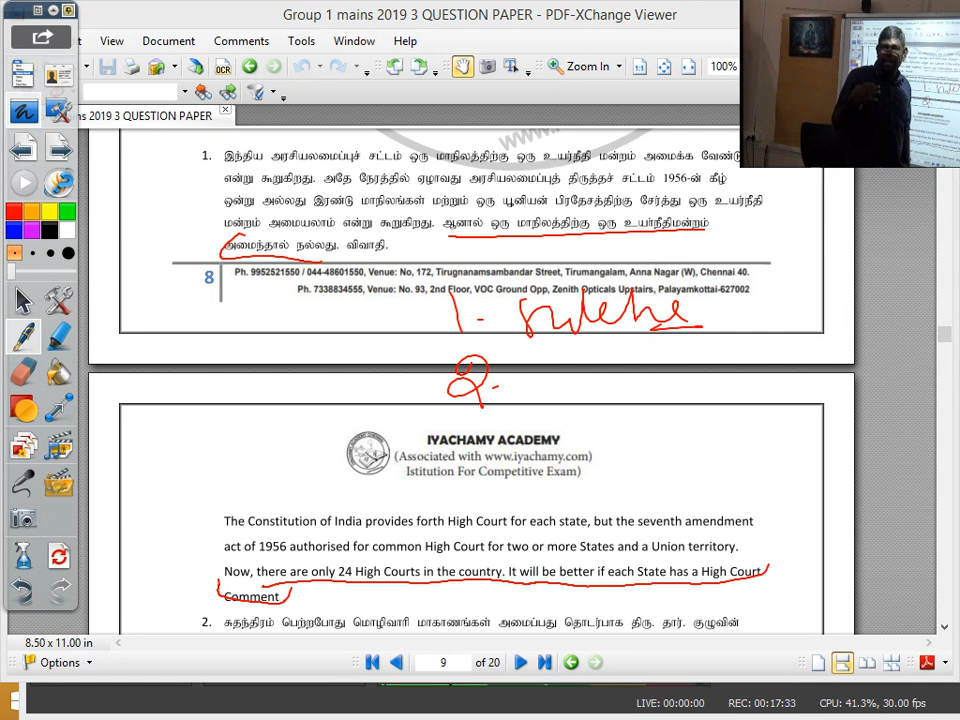 Group 1 mains 2019 3 QUESTION PAPER - PDF-XChange Viewer
View Document Comments Tools Window Help
OCR Zoom In 100%
ains 2019 3 QUESTION PAPER
www.
1. இந்திய அரசியலமைப்புச் சட்டம் ஒரு மாநிலத்திற்கு ஒரு உயர்நீதி மன்றம் அமைக்க வேண்டு
என்று கூறுகிறது. அதே நேரத்தில் ஏழாவது அரசியலமைப்புத் திருத்தச் சட்டம் 1956-ன் கீழ்
ஒன்று அல்லது இரண்டு மாநிலங்கள் மற்றும் ஒரு யூனியன் பிரதேசத்திற்கு சேர்த்து ஒரு உயர்நீதி
மன்றம் அமையலாம் என்று கூறுகிறது. ஆனால் ஒரு மாநிலத்திற்கு ஒரு உயர்நீதிமன்றம்
அமைந்தால் நல்லது. விவாதி.
8
Ph. 9952521550 / 044-48601550, Venue: No, 172, Tirugnanamsambandar Street, Tirumangalam, Anna Nagar (W), Chennai 40.
Ph: 7338834555, Venue: No. 93, 2nd Floor, VOC Ground Opp, Zenith Opticals Upstairs, Palayamkottai-627002
1.
2.
IYACHAMY ACADEMY
(Associated with www.iyachamy.com)
Istitution For Competitive Exam)
The Constitution of India provides forth High Court for each state, but the seventh amendment
act of 1956 authorised for common High Court for two or more States and a Union territory.
Now, there are only 24 High Courts in the country. It will be better if each State has a High Court
Comment
2. சுதந்திரம் பெற்றபோது மொழிவாரி மாகாணங்கள் அமைப்பது தொடர்பாக திரு. தார். குழுவின்
8.50 x 11.00 in
Options 9 of 20
LIVE: 00:00:00 REC: 00:17:33 CPU: 41.3%, 30.00 fps